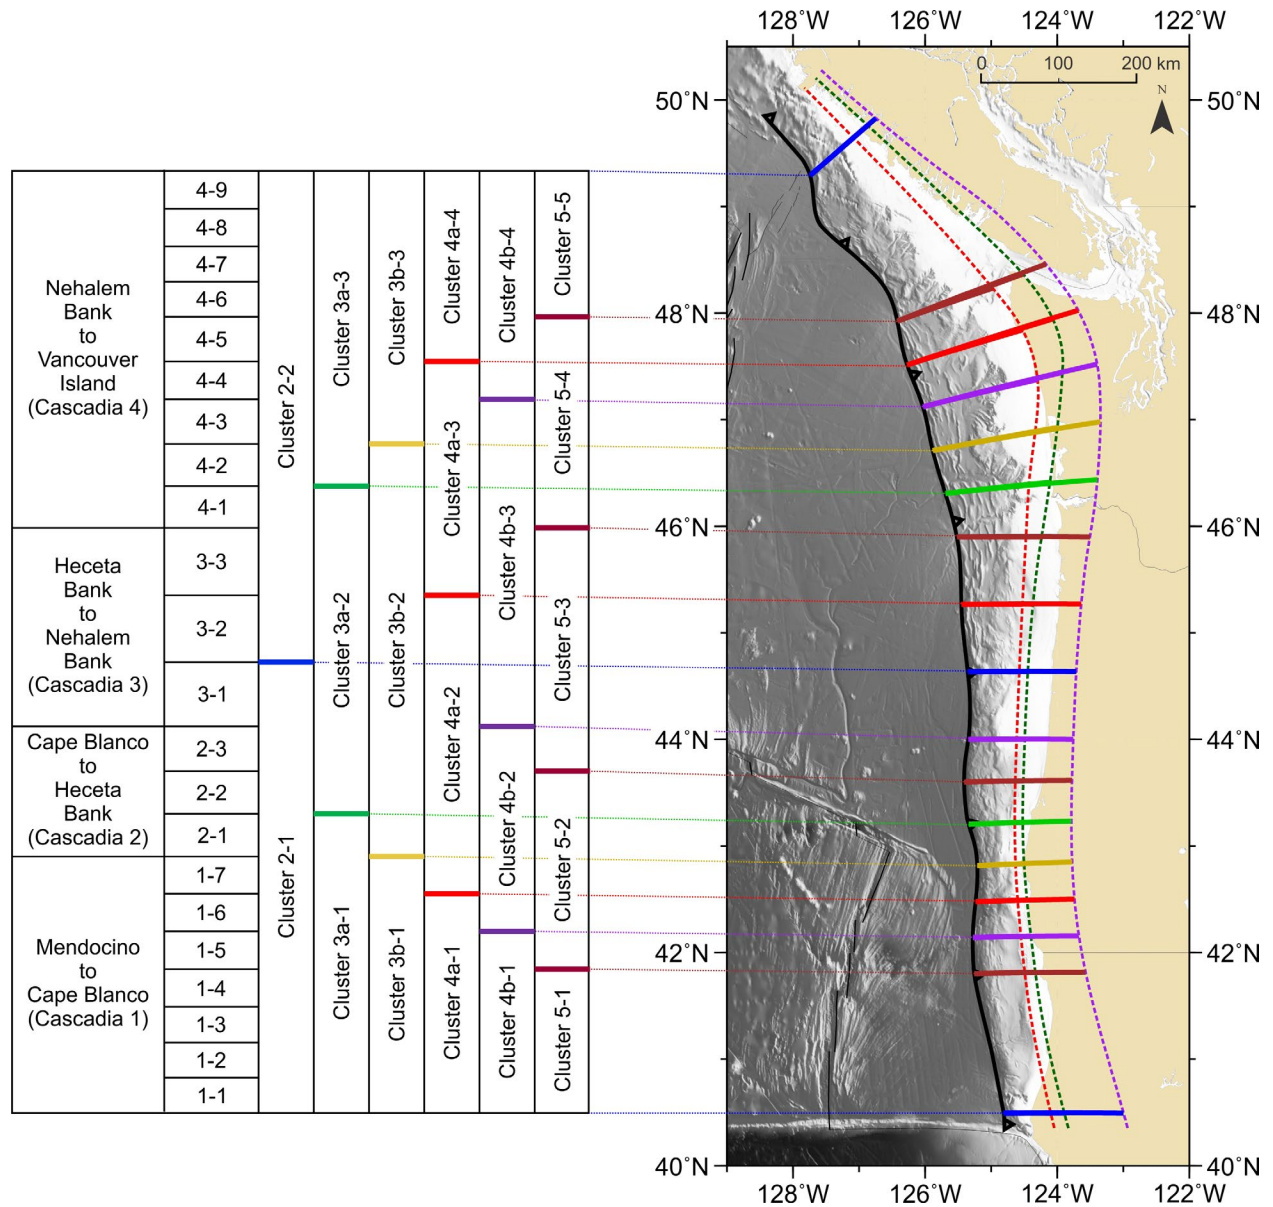 128°W 126°W 124°W 122°W
0 100 200 km
N
50°N
48°N
46°N
44°N
42°N
40°N
50°N
48°N
46°N
44°N
42°N
40°N
128°W 126°W 124°W 122°W
Nehalem
Bank
to
Vancouver
Island
(Cascadia 4)
Heceta
Bank
to
Nehalem
Bank
(Cascadia 3)
Cape Blanco
to
Heceta
Bank
(Cascadia 2)
Mendocino
to
Cape Blanco
(Cascadia 1)
4-9
4-8
4-7
4-6
4-5
4-4
4-3
4-2
4-1
3-3
3-2
3-1
2-3
2-2
2-1
1-7
1-6
1-5
1-4
1-3
1-2
1-1
Cluster 2-2
Cluster 2-1
Cluster 3a-3
Cluster 3a-2
Cluster 3a-1
Cluster 3b-3
Cluster 3b-2
Cluster 3b-1
Cluster 4a-4
Cluster 4a-3
Cluster 4a-2
Cluster 4a-1
Cluster 4b-4
Cluster 4b-3
Cluster 4b-2
Cluster 4b-1
Cluster 5-5
Cluster 5-4
Cluster 5-3
Cluster 5-2
Cluster 5-1